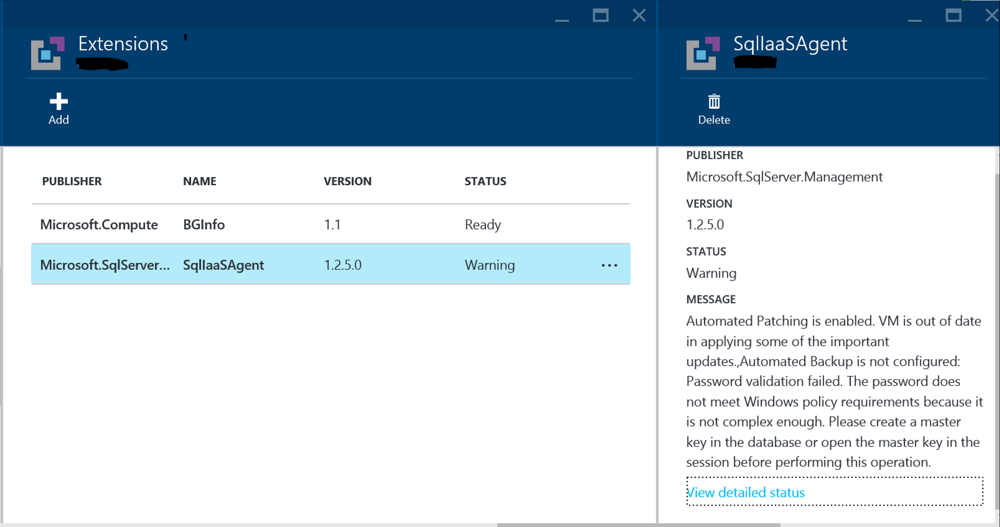 Extensions
Add
PUBLISHER NAME VERSION STATUS
Microsoft.Compute BGInfo 1.1 Ready
Microsoft.SqlServer... SqlIaaSAgent 1.2.5.0 Warning ...
SqlIaaSAgent
Delete
PUBLISHER
Microsoft.SqlServer.Management
VERSION
1.2.5.0
STATUS
Warning
MESSAGE
Automated Patching is enabled. VM is out of date
in applying some of the important
updates.,Automated Backup is not configured:
Password validation failed. The password does
not meet Windows policy requirements because it
is not complex enough. Please create a master
key in the database or open the master key in the
session before performing this operation.
View detailed status